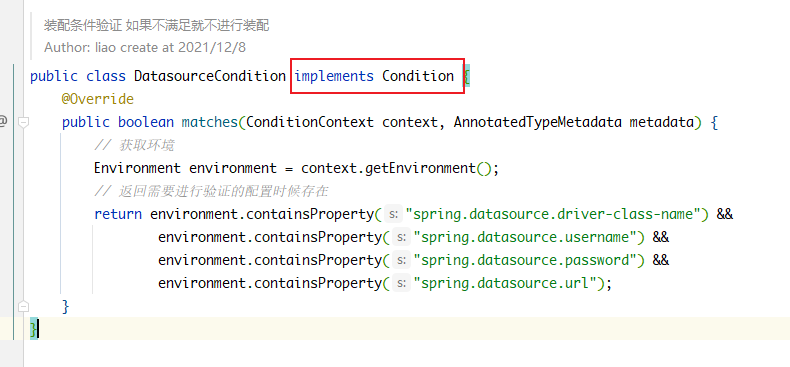 装配条件验证 如果不满足就不进行装配
Author: liao create at 2021/12/8
public class DatasourceCondition implements Condition {
@Override
@ public boolean matches(ConditionContext context, AnnotatedTypeMetadata metadata) {
// 获取环境
Environment environment = context.getEnvironment();
// 返回需要进行验证的配置时候存在
return environment.containsProperty( s: "spring.datasource.driver-class-name") &&
environment.containsProperty( s: "spring.datasource.username") &&
environment.containsProperty( s: "spring.datasource.password") &&
environment.containsProperty( s: "spring.datasource.url");
}
}